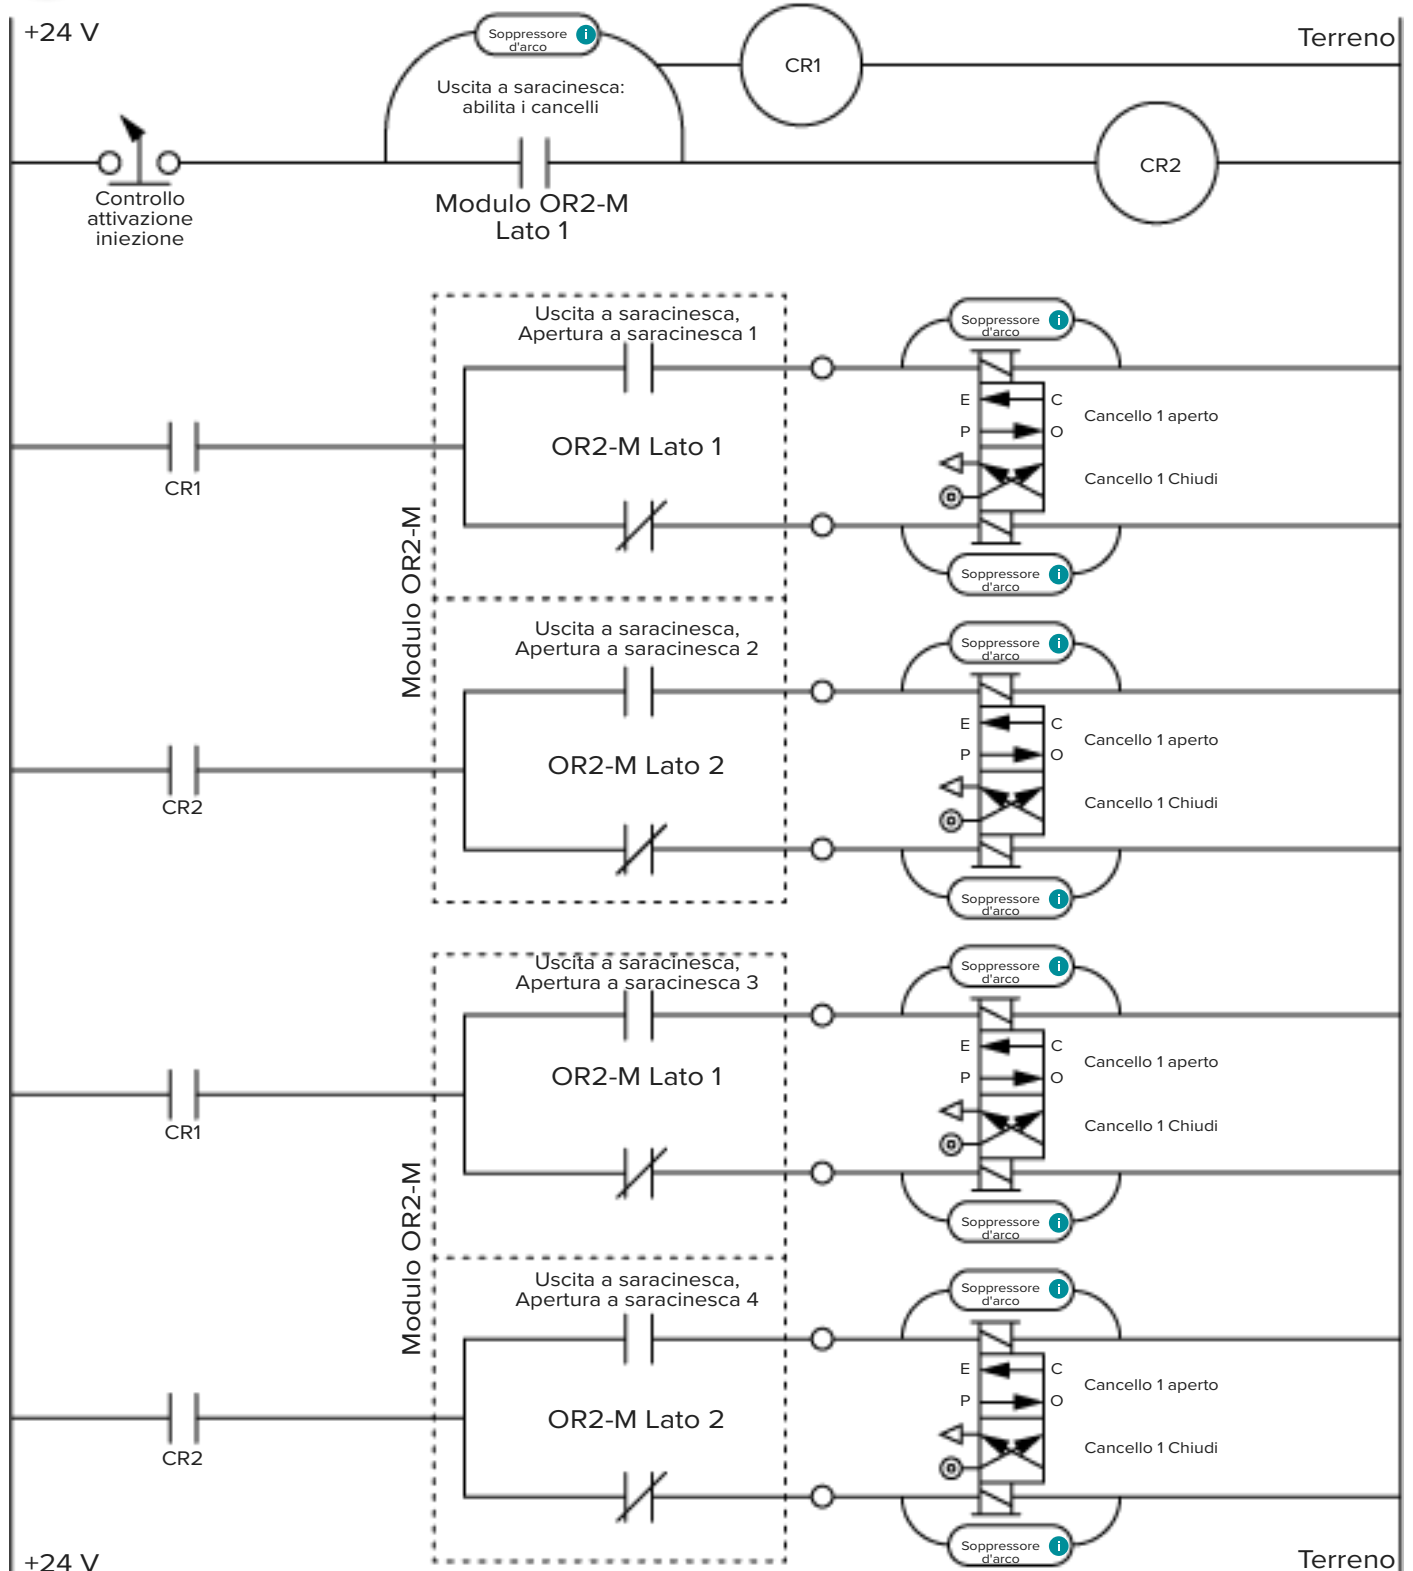 +24 V
Terreno
Soppressore
d'arco
i
CR1
Uscita a saracinesca:
abilita i cancelli
CR2
Controllo
attivazione
iniezione
Modulo OR2-M
Lato 1
Uscita a saracinesca,
Apertura a saracinesca 1
Soppressore
d'arco
i
E
C
Cancello 1 aperto
P
O
OR2-M Lato 1
Cancello 1 Chiudi
CR1
Modulo OR2-M
Soppressore
d'arco
i
Uscita a saracinesca,
Apertura a saracinesca 2
Soppressore
d'arco
i
E
C
Cancello 1 aperto
P
O
OR2-M Lato 2
Cancello 1 Chiudi
CR2
Soppressore
d'arco
i
Uscita a saracinesca,
Apertura a saracinesca 3
Soppressore
d'arco
i
E
C
Cancello 1 aperto
P
O
OR2-M Lato 1
Cancello 1 Chiudi
CR1
Modulo OR2-M
Soppressore
d'arco
i
Uscita a saracinesca,
Apertura a saracinesca 4
Soppressore
d'arco
i
E
C
Cancello 1 aperto
P
O
OR2-M Lato 2
Cancello 1 Chiudi
CR2
Soppressore
d'arco
i
+24 V
Terreno